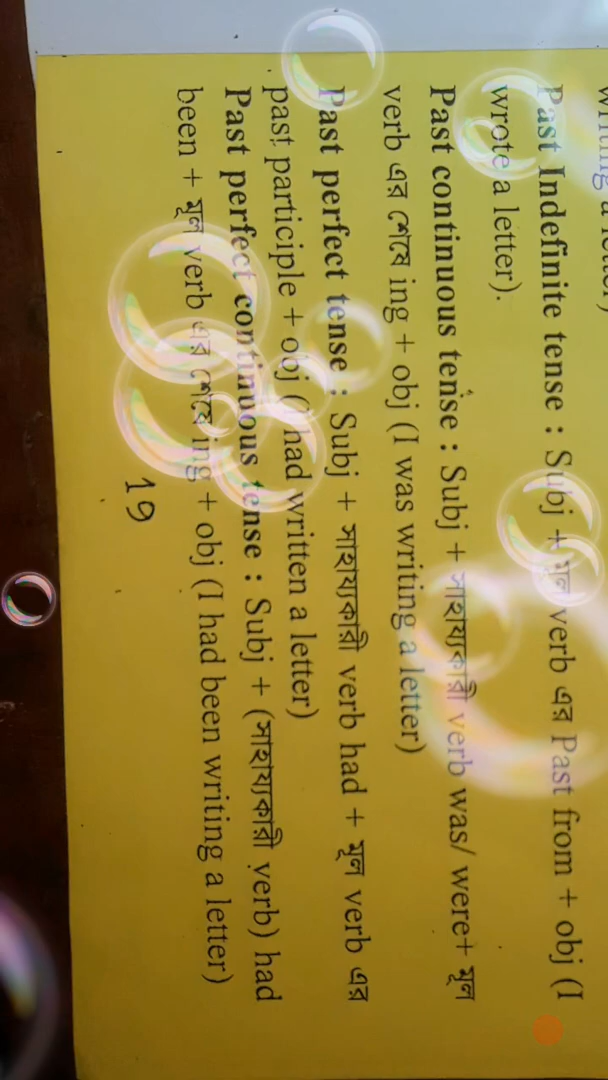 Past Indefinite tense : Subj + মূল verb এর Past from + obj (I
wrote a letter).
Past continuous tense : Subj + সাহায্যকারী verb was/ were+ মূল
verb এর শেষে ing + obj (I was writing a letter)
Past perfect tense : Subj + সাহায্যকারী verb had + মূল verb এর
past participle + obj (I had written a letter)
Past perfect continuous tense : Subj + (সাহায্যকারী verb) had
been + মূল verb এর শেষে ing + obj (I had been writing a letter)
19